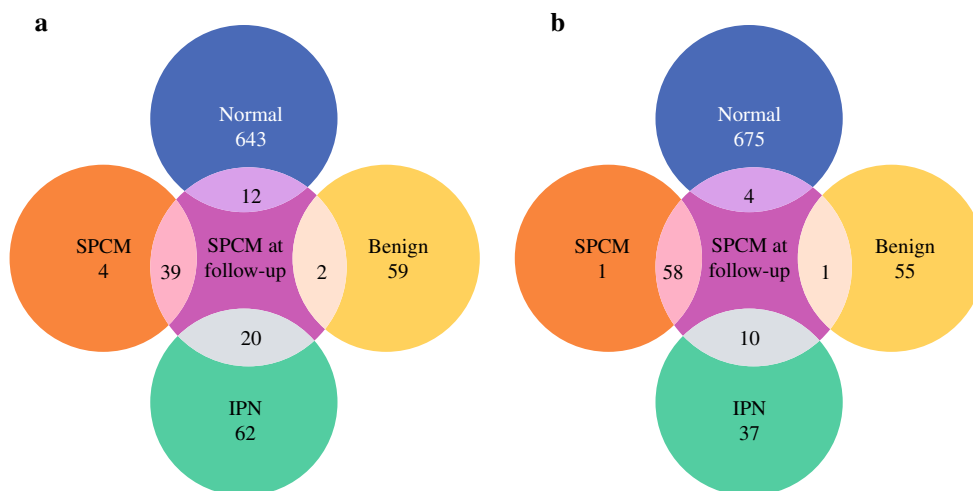 a
Normal
643
12
SPCM
4
39
SPCM at
follow-up
2
Benign
59
20
IPN
62
b
Normal
675
4
SPCM
1
58
SPCM at
follow-up
1
Benign
55
10
IPN
37